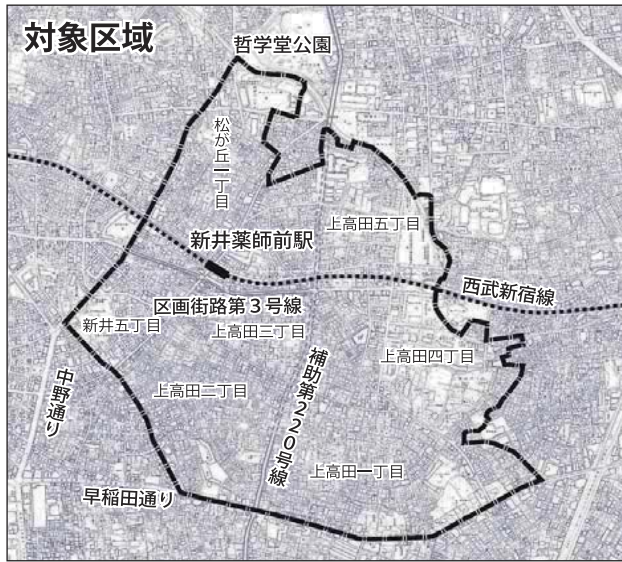 対象区域
哲学堂公園
松が丘一丁目
上高田五丁目
新井薬師前駅
西武新宿線
区画街路第3号線
新井五丁目
上高田三丁目
上高田四丁目
中野通り
補助第220号線
上高田二丁目
上高田一丁目
早稲田通り